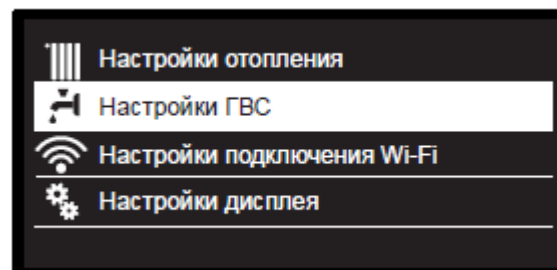 Настройки отопления
Настройки ГВС
Настройки подключения Wi-Fi
Настройки дисплея